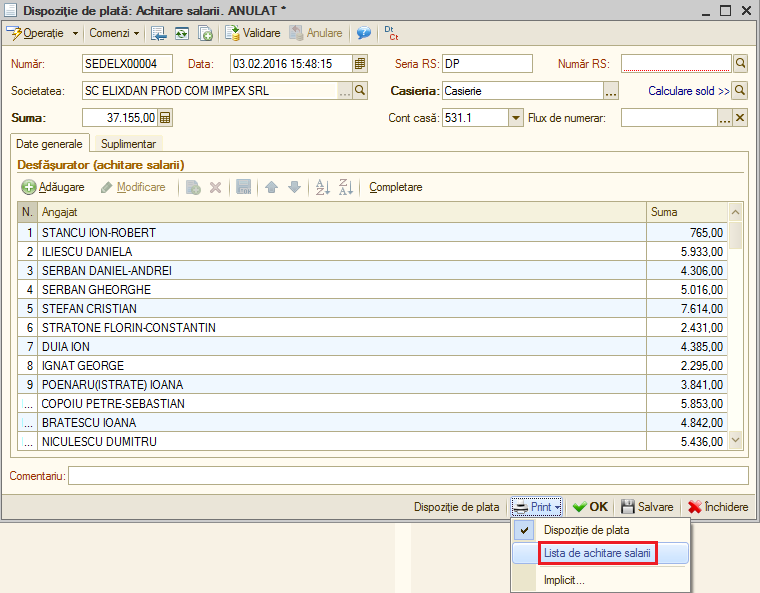 Dispoziție de plată: Achitare salarii. ANULAT *
Operație Comenzi Validare Anulare Dt Ct
Număr: SEDELX00004 Data: 03.02.2016 15:48:15 Seria RS: DP Număr RS:
Societatea: SC ELIXDAN PROD COM IMPEX SRL ... Casieria: Casierie ... Calculare sold >>
Suma: 37.155,00 Cont casă: 531.1 Flux de numerar: ...
Date generale Suplimentar
Desfășurator (achitare salarii)
Adăugare Modificare Completare
N. Angajat Suma
1 STANCU ION-ROBERT 765,00
2 ILIESCU DANIELA 5.933,00
3 SERBAN DANIEL-ANDREI 4.306,00
4 SERBAN GHEORGHE 5.016,00
5 STEFAN CRISTIAN 7.614,00
6 STRATONE FLORIN-CONSTANTIN 2.431,00
7 DUIA ION 4.385,00
8 IGNAT GEORGE 2.295,00
9 POENARU(ISTRATE) IOANA 3.841,00
... COPOIU PETRE-SEBASTIAN 5.853,00
... BRATESCU IOANA 4.842,00
... NICULESCU DUMITRU 5.436,00
Comentariu:
Dispoziție de plata Print OK Salvare Închidere
Dispoziție de plata
Lista de achitare salarii
Implicit...